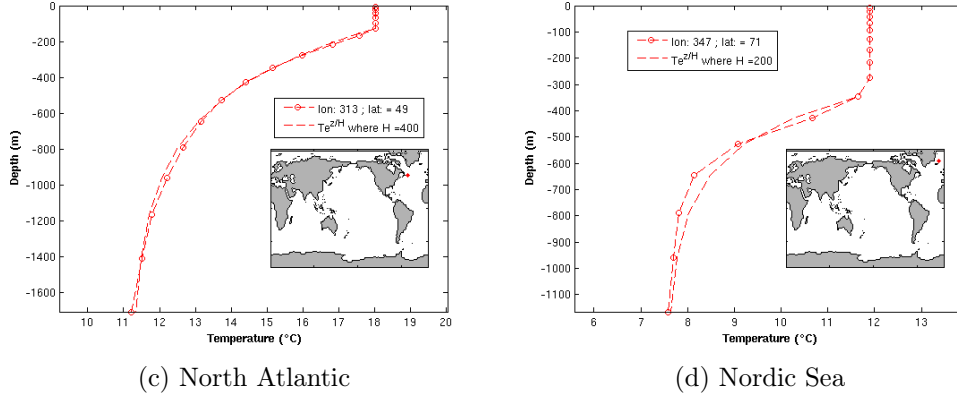 0
-200
-400
-600
-800
-1000
-1200
-1400
-1600
Depth (m)
10 11 12 13 14 15 16 17 18 19 20
Temperature (°C)
lon: 313 ; lat: = 49
Te^z/H where H =400
(c) North Atlantic
0
-100
-200
-300
-400
-500
-600
-700
-800
-900
-1000
-1100
Depth (m)
6 7 8 9 10 11 12 13
Temperature (°C)
lon: 347 ; lat: = 71
Te^z/H where H =200
(d) Nordic Sea